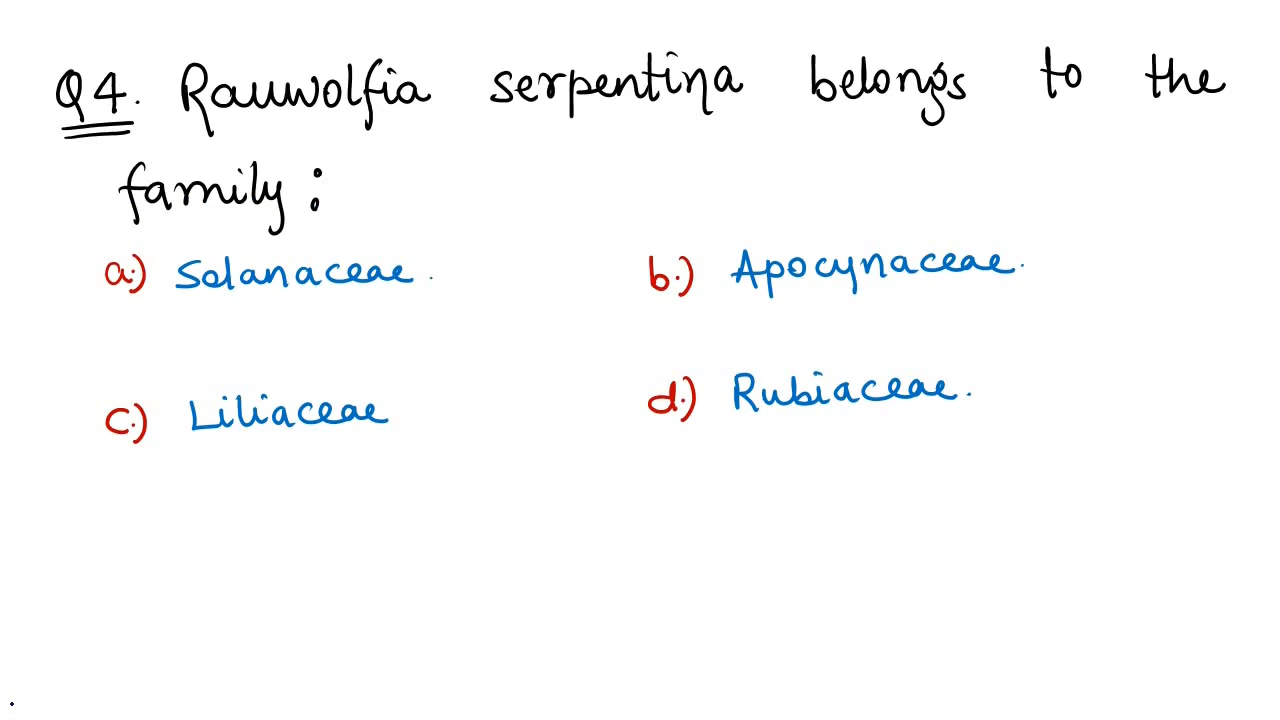 Q4. Rauwolfia serpentina belongs to the
family :
a.) Solanaceae.
b.) Apocynaceae.
c.) Liliaceae
d.) Rubiaceae.